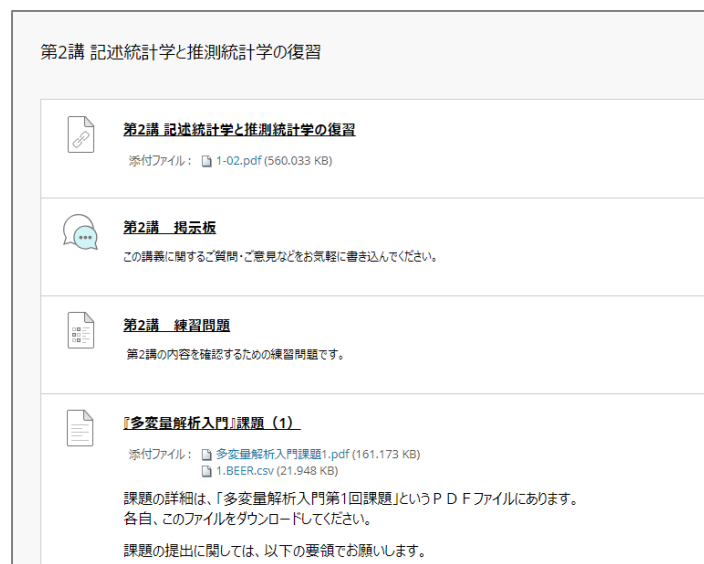 第2講 記述統計学と推測統計学の復習
第2講 記述統計学と推測統計学の復習
添付ファイル： 1-02.pdf (560.033 KB)
第2講　掲示板
この講義に関するご質問・ご意見などをお気軽に書き込んでください。
第2講　練習問題
第2講の内容を確認するための練習問題です。
『多変量解析入門』課題（1）
添付ファイル： 多変量解析入門課題1.pdf (161.173 KB)
1.BEER.csv (21.948 KB)
課題の詳細は、「多変量解析入門第1回課題」というＰＤＦファイルにあります。
各自、このファイルをダウンロードしてください。
課題の提出に関しては、以下の要領でお願いします。